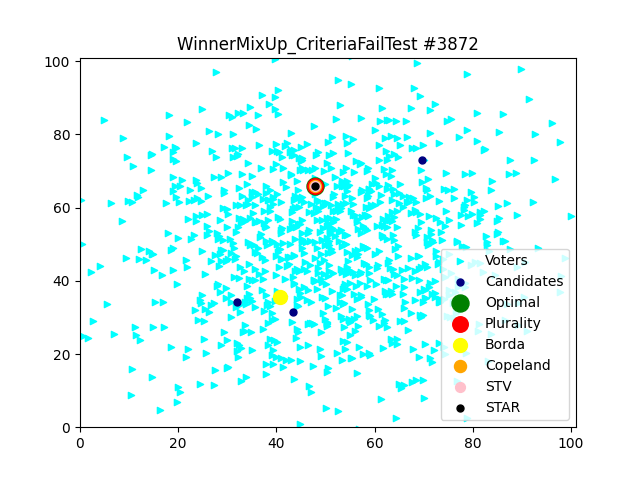 WinnerMixUp_CriteriaFailTest #3872
100
80
60
40
20
0
0 20 40 60 80 100
Voters
Candidates
Optimal
Plurality
Borda
Copeland
STV
STAR